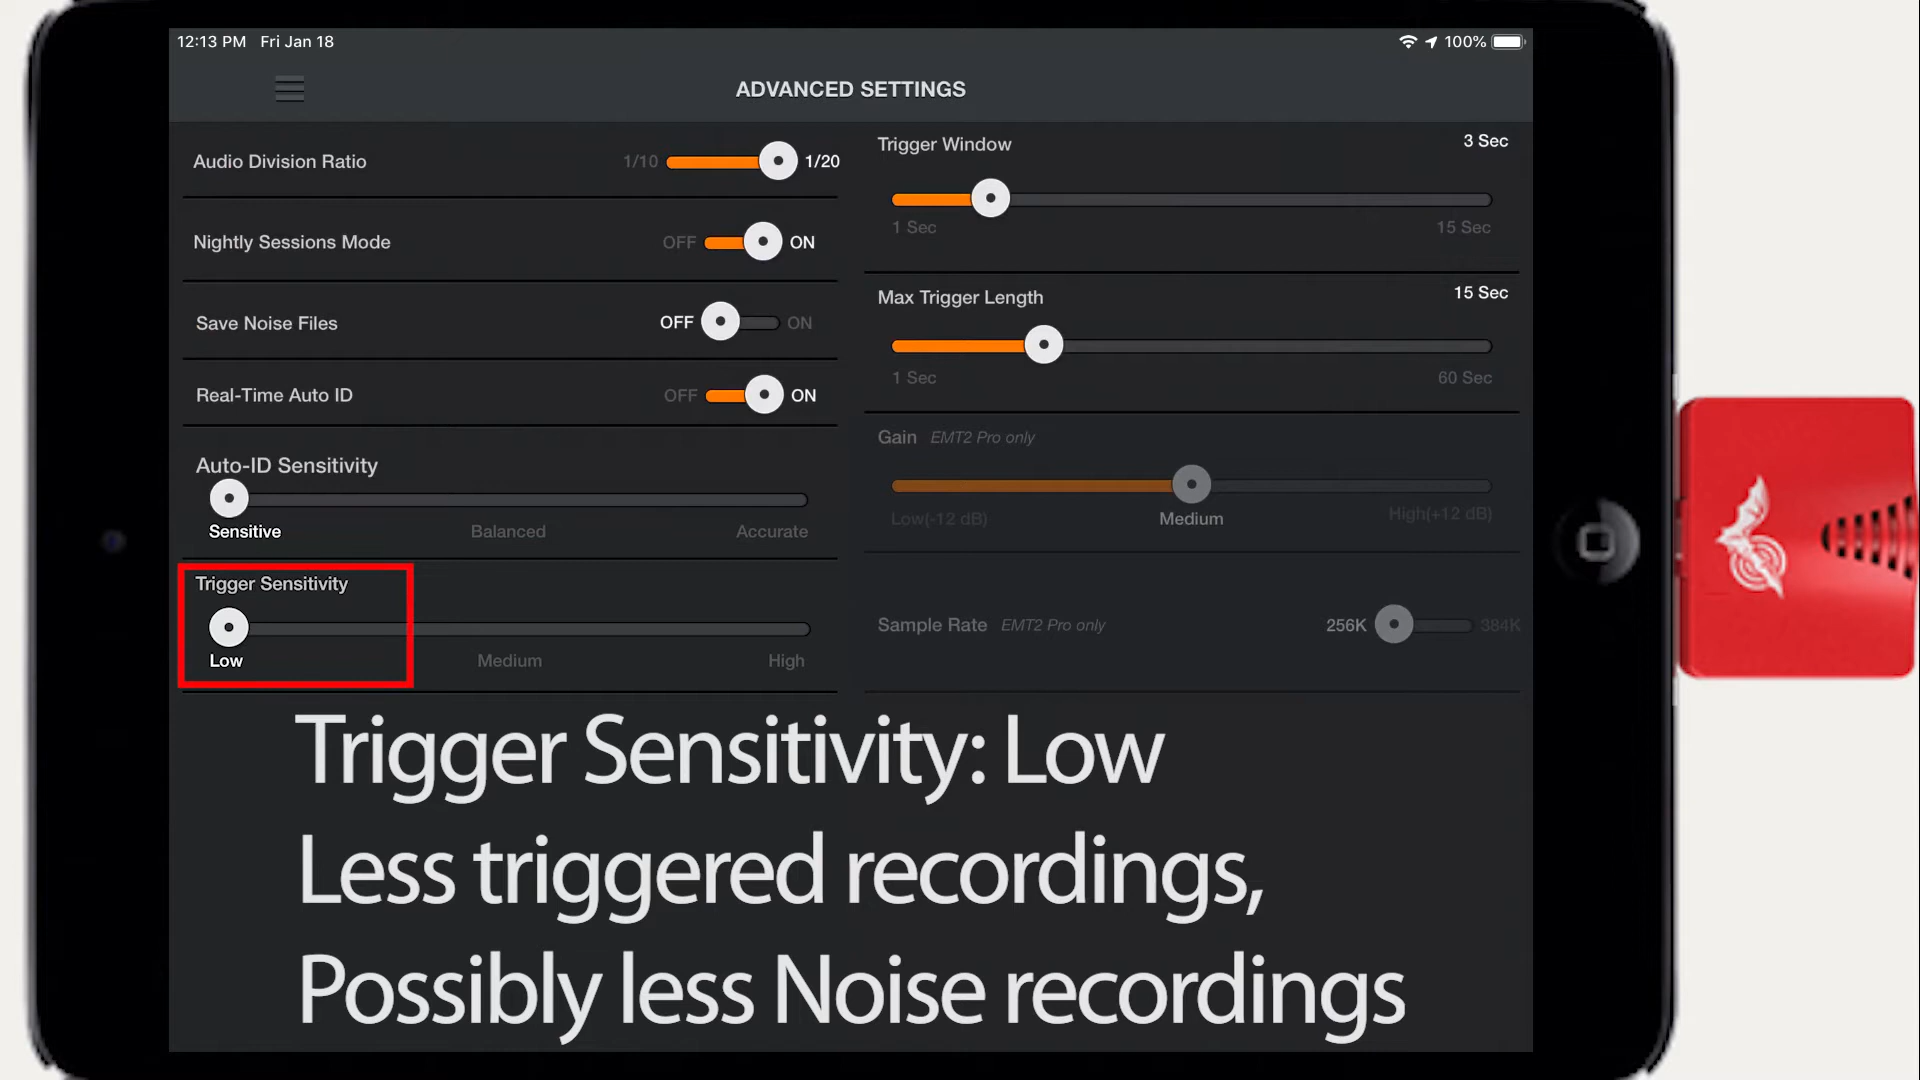 12:13 PM Fri Jan 18
100%
ADVANCED SETTINGS
Audio Division Ratio 1/10 1/20
Nightly Sessions Mode OFF ON
Save Noise Files OFF ON
Real-Time Auto ID OFF ON
Auto-ID Sensitivity
Sensitive Balanced Accurate
Trigger Sensitivity
Low Medium High
Trigger Window 3 Sec
1 Sec 15 Sec
Max Trigger Length 15 Sec
1 Sec 60 Sec
Gain EMT2 Pro only
Low(-12 dB) Medium High(+12 dB)
Sample Rate EMT2 Pro only 256K 384K
Trigger Sensitivity: Low
Less triggered recordings,
Possibly less Noise recordings